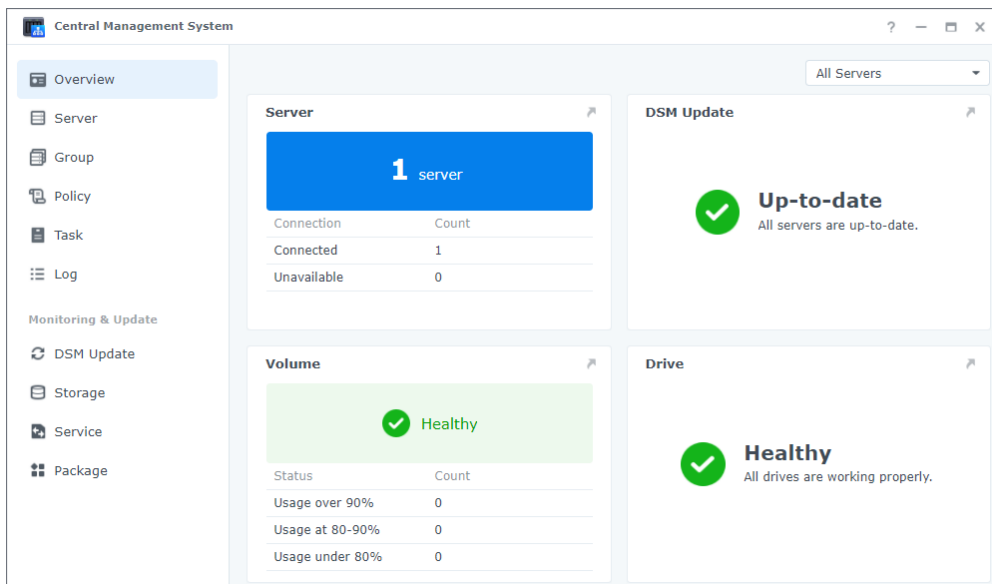 Central Management System
?
All Servers
Overview
Server
Group
Policy
Task
Log
Monitoring & Update
DSM Update
Storage
Service
Package
Server
1 server
Connection Count
Connected 1
Unavailable 0
DSM Update
Up-to-date
All servers are up-to-date.
Volume
Healthy
Status Count
Usage over 90% 0
Usage at 80-90% 0
Usage under 80% 0
Drive
Healthy
All drives are working properly.